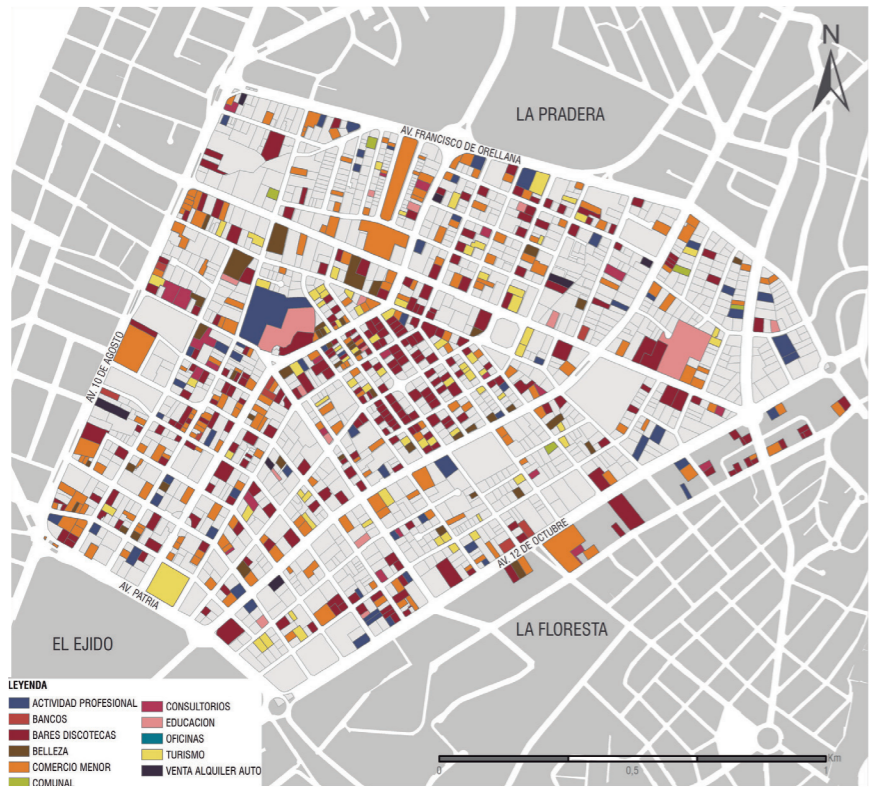 N
LA PRADERA
AV. FRANCISCO DE ORELLANA
AV. 10 DE AGOSTO
AV. 12 DE OCTUBRE
AV. PATRIA
EL EJIDO
LA FLORESTA
LEYENDA
ACTIVIDAD PROFESIONAL
BANCOS
BARES DISCOTECAS
BELLEZA
COMERCIO MENOR
COMUNAL
CONSULTORIOS
EDUCACION
OFICINAS
TURISMO
VENTA ALQUILER AUTO
0 0,5 1 Km